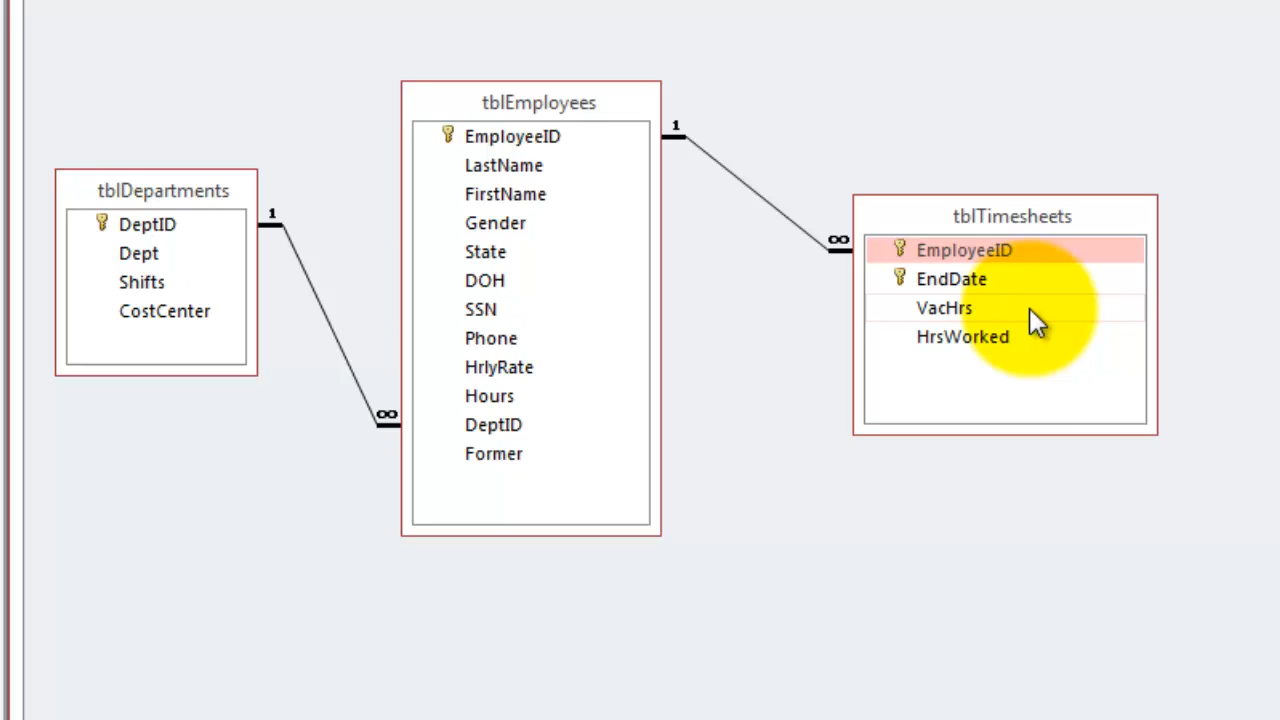 tblDepartments
DeptID
Dept
Shifts
CostCenter
1
∞
tblEmployees
EmployeeID
LastName
FirstName
Gender
State
DOH
SSN
Phone
HrlyRate
Hours
DeptID
Former
1
∞
tblTimesheets
EmployeeID
EndDate
VacHrs
HrsWorked